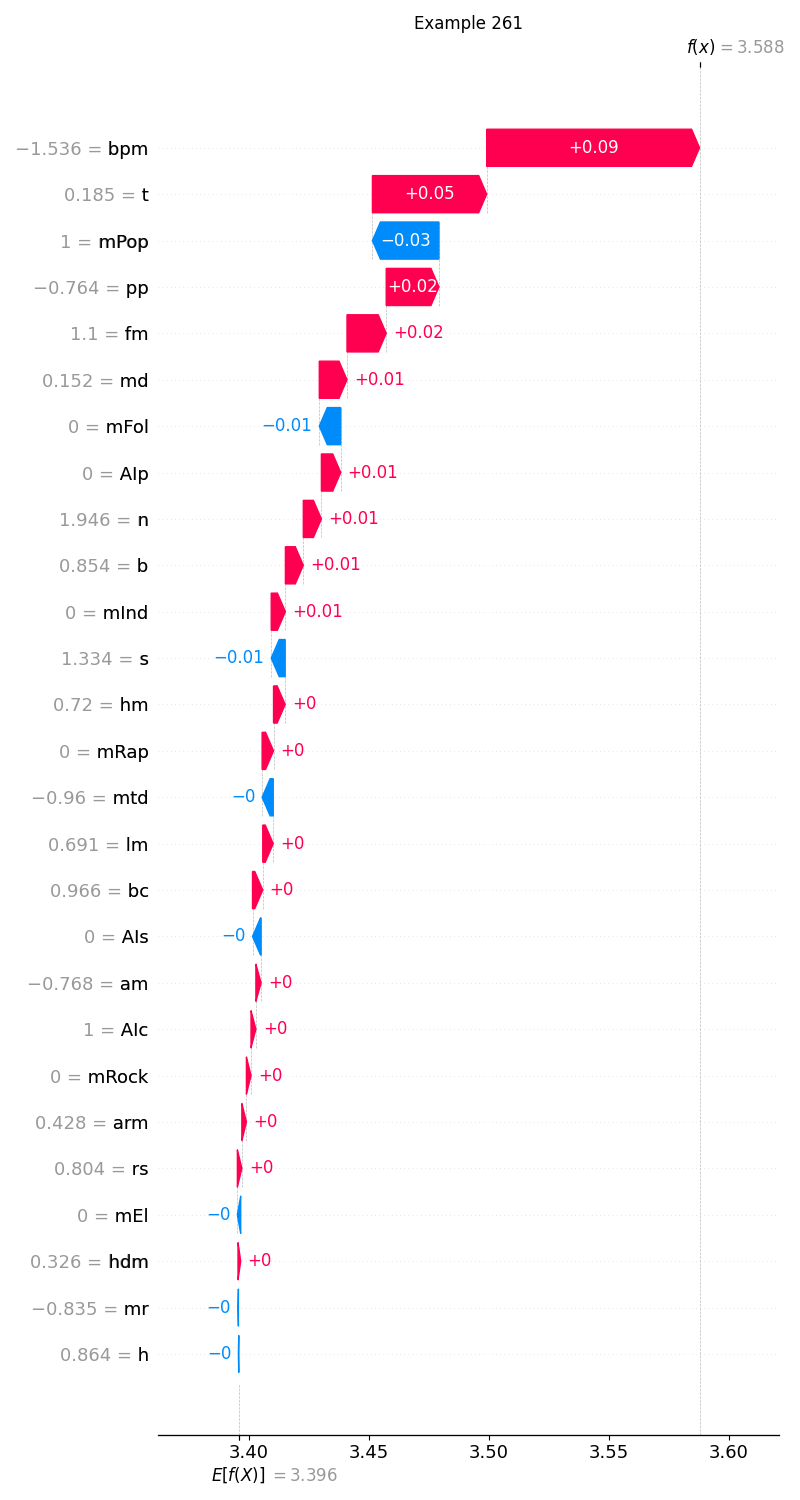 Example 261
f(x) = 3.588
−1.536 = bpm +0.09
0.185 = t +0.05
1 = mPop −0.03
−0.764 = pp +0.02
1.1 = fm +0.02
0.152 = md +0.01
0 = mFol −0.01
0 = AIp +0.01
1.946 = n +0.01
0.854 = b +0.01
0 = mInd +0.01
1.334 = s −0.01
0.72 = hm +0
0 = mRap +0
−0.96 = mtd −0
0.691 = lm +0
0.966 = bc +0
0 = AIs −0
−0.768 = am +0
1 = AIc +0
0 = mRock +0
0.428 = arm +0
0.804 = rs +0
0 = mEl −0
0.326 = hdm +0
−0.835 = mr −0
0.864 = h −0
3.40 3.45 3.50 3.55 3.60
E[f(X)] = 3.396